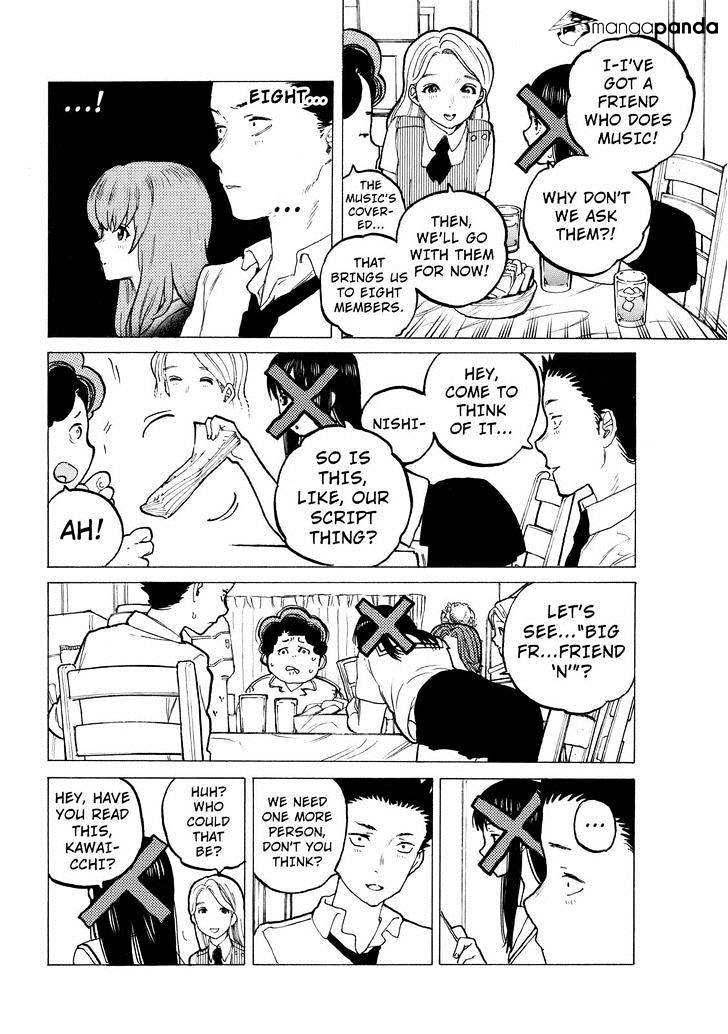 mangapanda
I-I'VE
GOT A
FRIEND
WHO DOES
MUSIC!
WHY DON'T
WE ASK
THEM?!
THE
MUSIC'S
COVER-
ED...
THEN,
WE'LL GO
WITH THEM
FOR NOW!
THAT
BRINGS US
TO EIGHT
MEMBERS.
EIGHT...
...
...!
HEY,
COME TO
THINK
OF IT...
NISHI-
SO IS
THIS,
LIKE, OUR
SCRIPT
THING?
AH!
LET'S
SEE..."BIG
FR...FRIEND
'N'"?
...
WE NEED
ONE MORE
PERSON,
DON'T YOU
THINK?
HUH?
WHO
COULD
THAT
BE?
HEY, HAVE
YOU READ
THIS,
KAWAI-
CCHI?